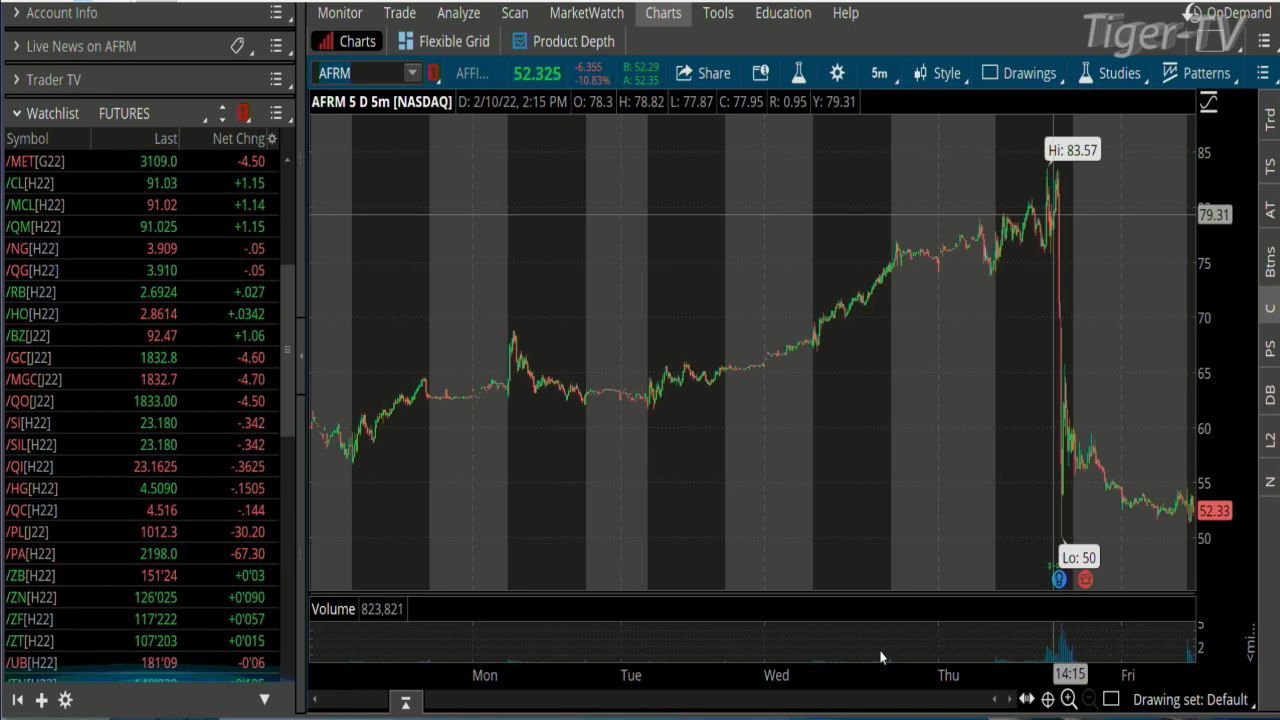 Account Info
Monitor Trade Analyze Scan MarketWatch Charts Tools Education Help
OnDemand
Tiger-TV
Live News on AFRM
Charts Flexible Grid Product Depth
Trader TV
AFRM 1 AFFI... 52.325 -6.355 -10.83% B: 52.29 A: 52.35 Share 5m Style Drawings Studies Patterns
Watchlist FUTURES 1
AFRM 5 D 5m [NASDAQ] D: 2/10/22, 2:15 PM O: 78.3 H: 78.82 L: 77.87 C: 77.95 R: 0.95 Y: 79.31
Symbol Last Net Chng
/MET[G22] 3109.0 -4.50
/CL[H22] 91.03 +1.15
/MCL[H22] 91.02 +1.14
/QM[H22] 91.025 +1.15
/NG[H22] 3.909 -.05
/QG[H22] 3.910 -.05
/RB[H22] 2.6924 +.027
/HO[H22] 2.8614 +.0342
/BZ[J22] 92.47 +1.06
/GC[J22] 1832.8 -4.60
/MGC[J22] 1832.7 -4.70
/QO[J22] 1833.00 -4.50
/SI[H22] 23.180 -.342
/SIL[H22] 23.180 -.342
/QI[H22] 23.1625 -.3625
/HG[H22] 4.5090 -.1505
/QC[H22] 4.516 -.144
/PL[J22] 1012.3 -30.20
/PA[H22] 2198.0 -67.30
/ZB[H22] 151'24 +0'03
/ZN[H22] 126'025 +0'090
/ZF[H22] 117'222 +0'057
/ZT[H22] 107'203 +0'015
/UB[H22] 181'09 -0'06
Hi: 83.57
Lo: 50
85
79.31
75
70
65
60
55
52.33
50
Volume 823,821
5
2
<mi...
Mon Tue Wed Thu 14:15 Fri
Drawing set: Default
Trd
TS
AT
Btns
C
PS
DB
L2
N